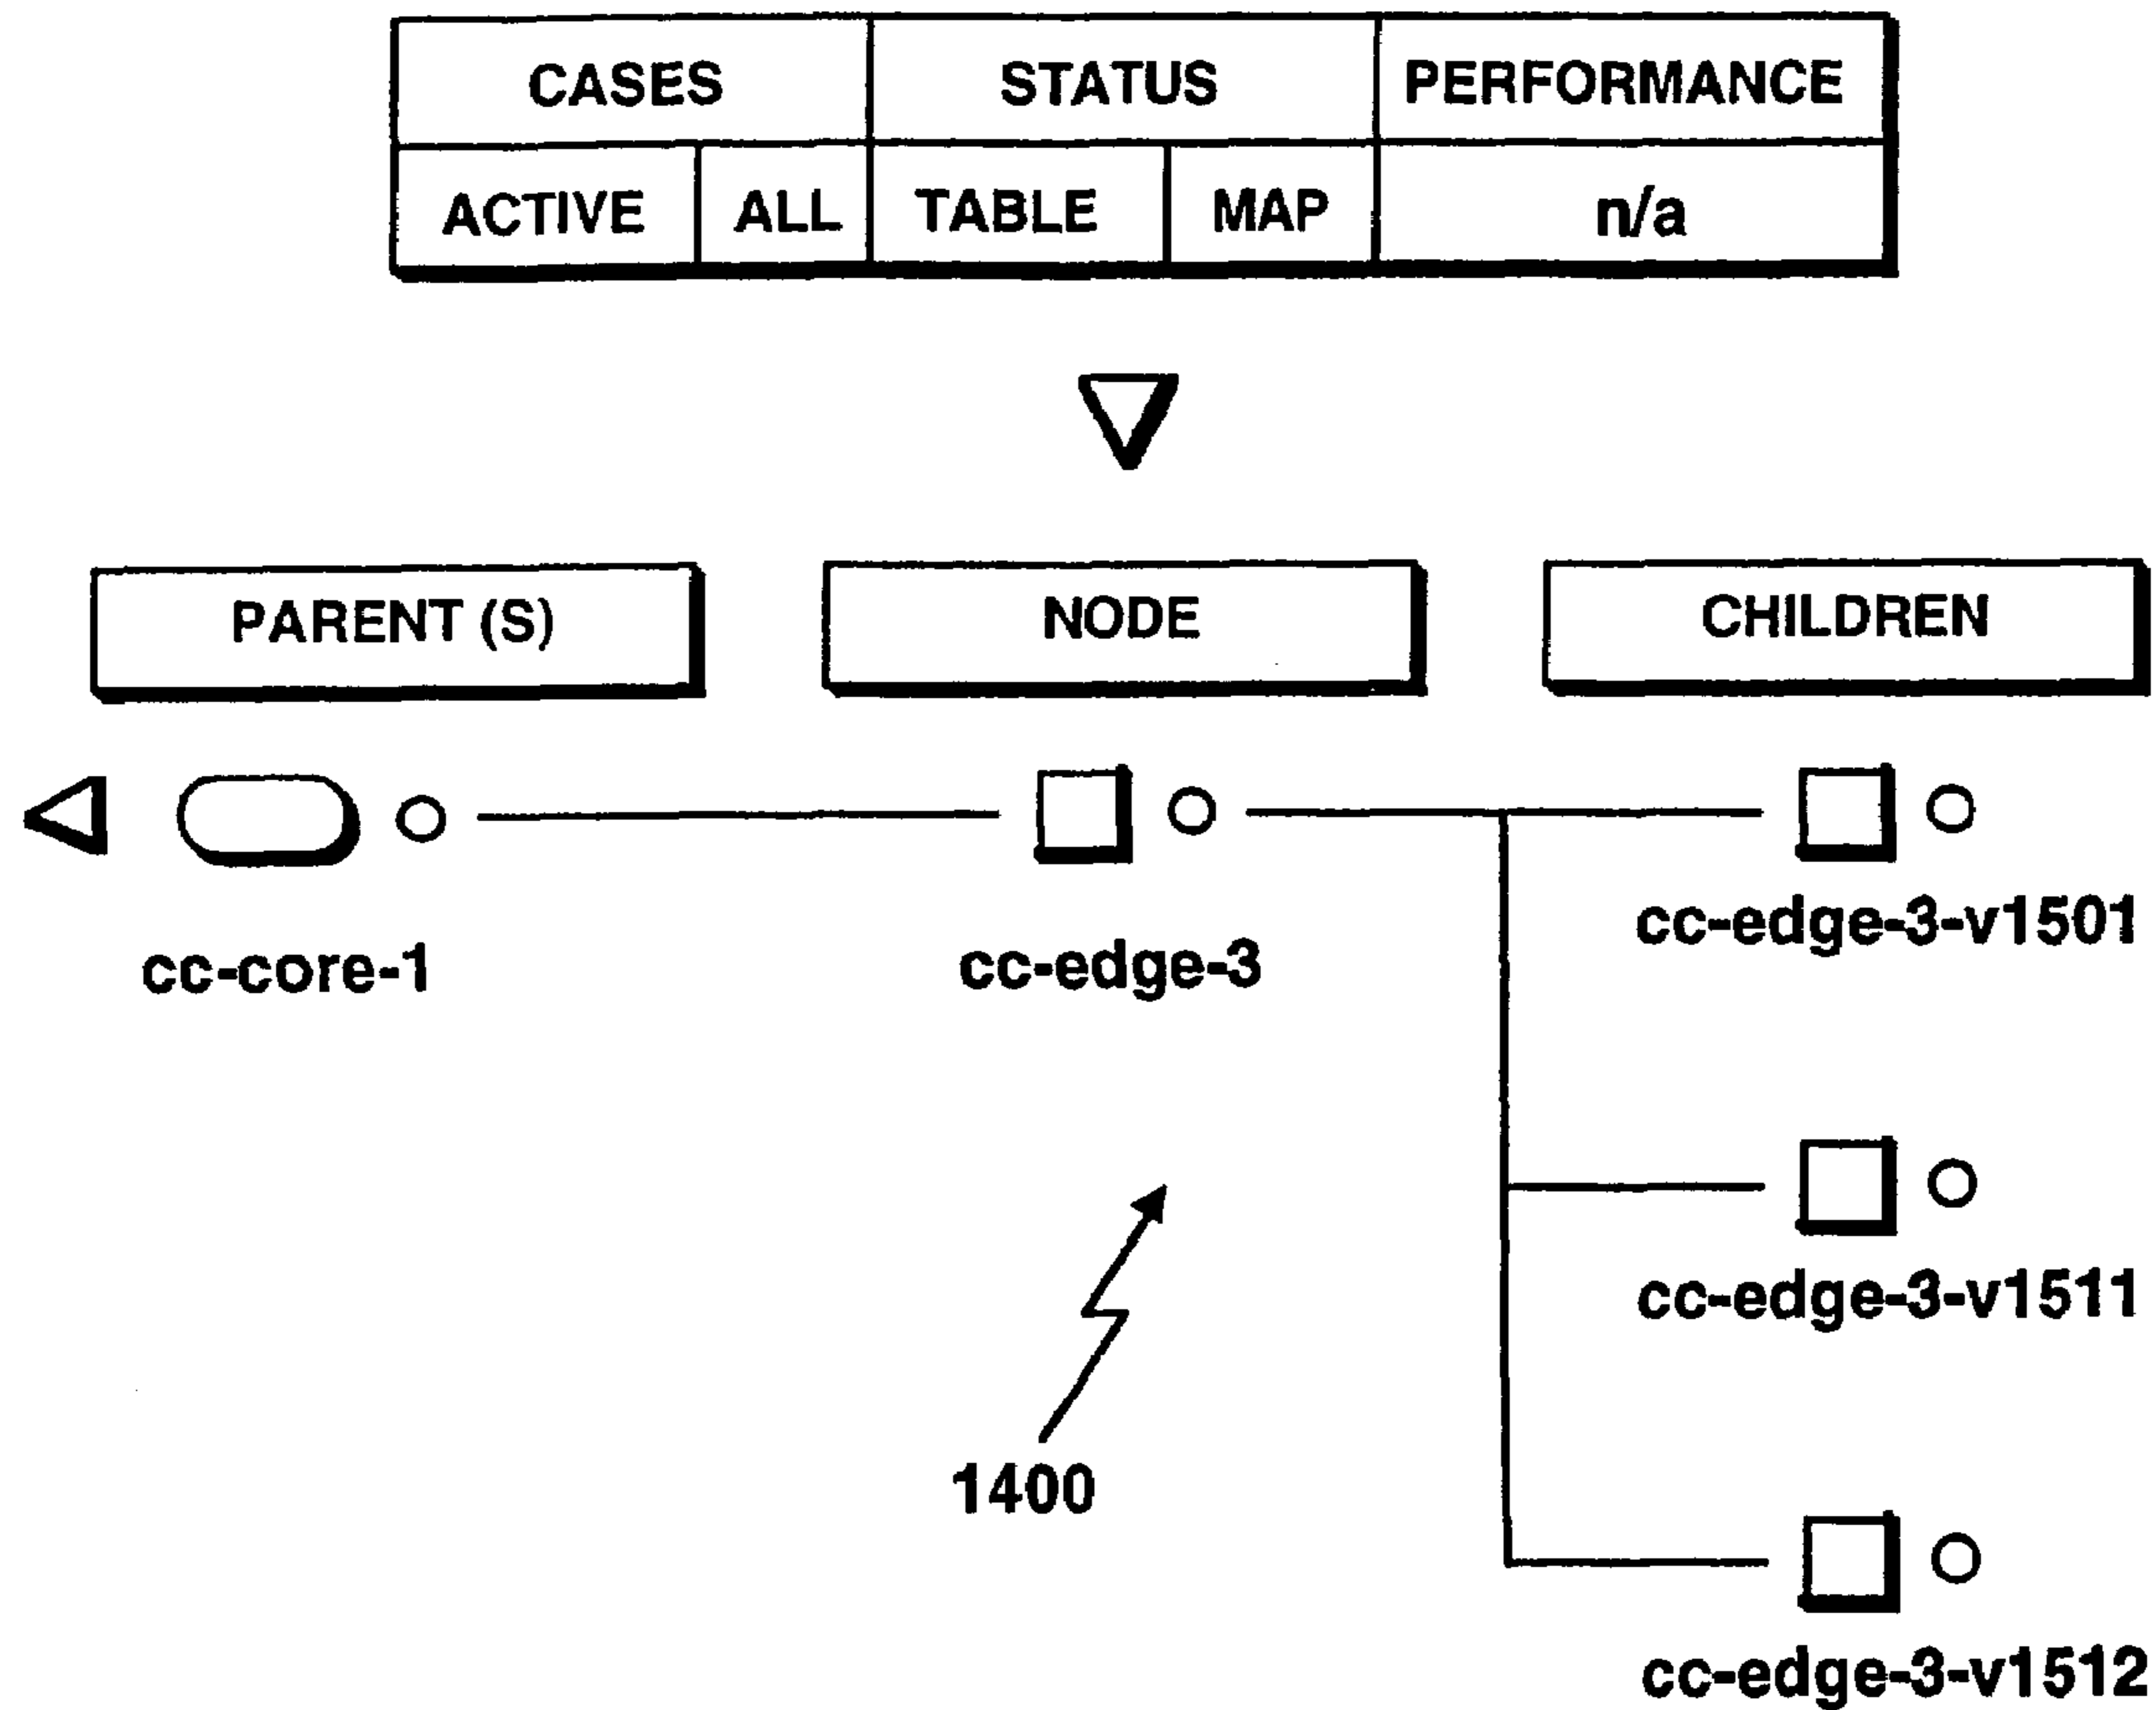 CASES STATUS PERFORMANCE
ACTIVE ALL TABLE MAP n/a
PARENT (S) NODE CHILDREN
cc-core-1 cc-edge-3 cc-edge-3-v1501
cc-edge-3-v1511
1400
cc-edge-3-v1512